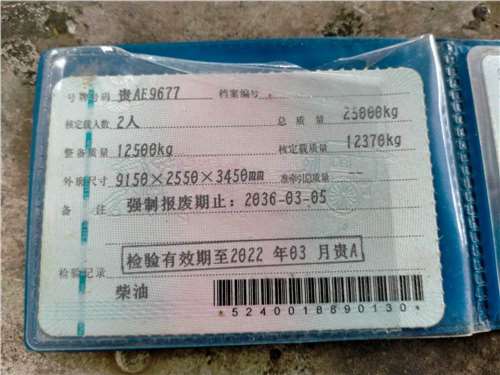 号牌号码 贵AE9677 档案编号
核定载人数 2人 总质量 25000kg
整备质量 12500kg 核定载质量 12370kg
外廓尺寸 9150×2550×3450mm 准牵引总质量 --
备注 强制报废期止：2036-03-05
检验有效期至2022 年03 月贵A
检验记录
柴油
*5240018890130*